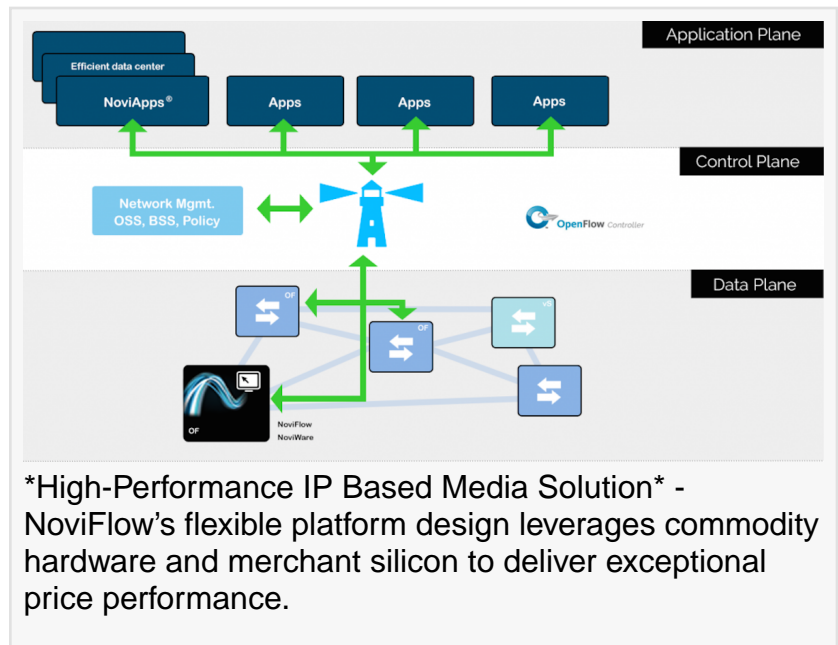 Application Plane
Efficient data center
NoviApps®
Apps
Apps
Apps
Control Plane
Network Mgmt.
OSS, BSS, Policy
OpenFlow Controller
Data Plane
OF
VS
OF
OF
NoviFlow
NoviWare
*High-Performance IP Based Media Solution* -
NoviFlow’s flexible platform design leverages commodity
hardware and merchant silicon to deliver exceptional
price performance.